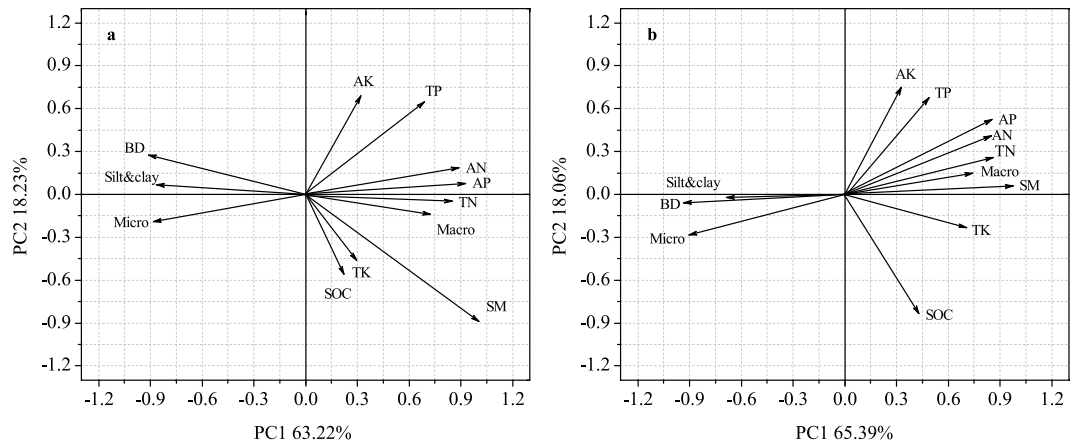 a
1.2
0.9
0.6
0.3
0.0
-0.3
-0.6
-0.9
-1.2
PC2 18.23%
AK
TP
BD
Silt&clay
Micro
AN
AP
TN
Macro
TK
SOC
SM
-1.2 -0.9 -0.6 -0.3 0.0 0.3 0.6 0.9 1.2
PC1 63.22%
b
1.2
0.9
0.6
0.3
0.0
-0.3
-0.6
-0.9
-1.2
PC2 18.06%
AK
TP
AP
AN
TN
Macro
SM
Silt&clay
BD
Micro
TK
SOC
-1.2 -0.9 -0.6 -0.3 0.0 0.3 0.6 0.9 1.2
PC1 65.39%